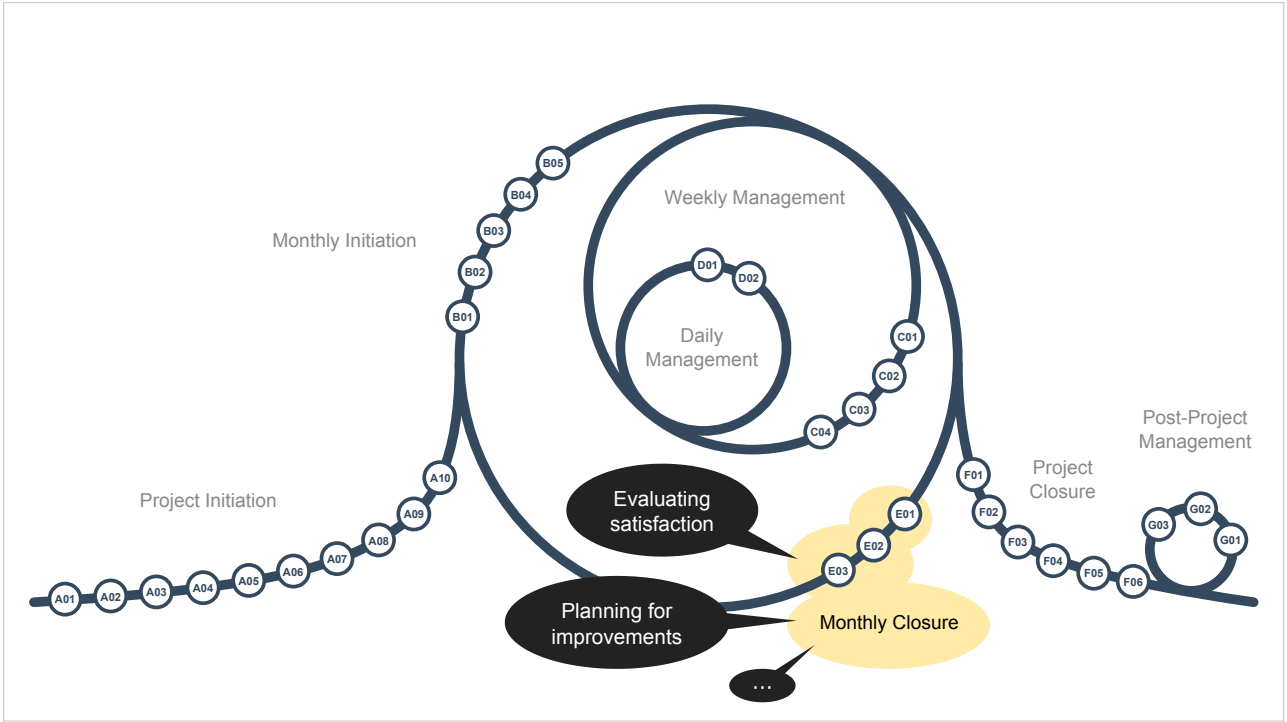 B05
B04
Weekly Management
B03
Monthly Initiation
B02
D01
D02
B01
C01
Daily
Management
C02
C03
C04
Post-Project
Management
Project
Closure
F01
A10
Project Initiation
Evaluating
satisfaction
E01
G02
F02
A09
G03
E02
F03
G01
A08
A07
E03
F04
A06
F05
A05
F06
A04
A03
A02
A01
Planning for
improvements
Monthly Closure
...